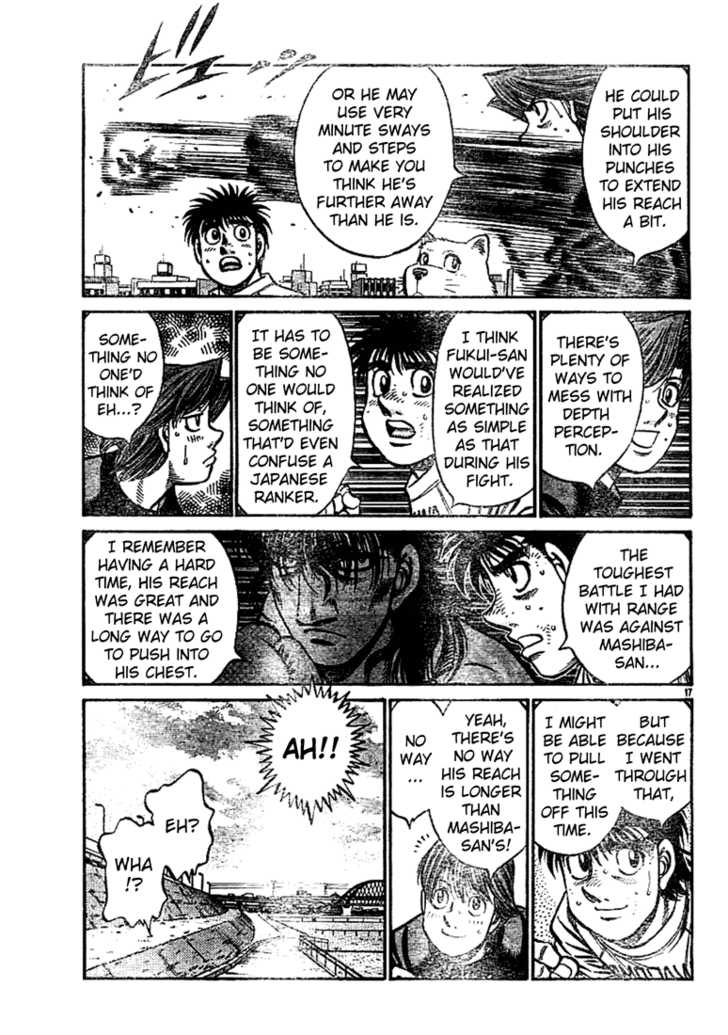 ビュッ
HE COULD
PUT HIS
SHOULDER
INTO HIS
PUNCHES
TO EXTEND
HIS REACH
A BIT.
OR HE MAY
USE VERY
MINUTE SWAYS
AND STEPS
TO MAKE YOU
THINK HE'S
FURTHER AWAY
THAN HE IS.
THERE'S
PLENTY OF
WAYS TO
MESS WITH
DEPTH
PERCEP-
TION.
I THINK
FUKUI-SAN
WOULD'VE
REALIZED
SOMETHING
AS SIMPLE
AS THAT
DURING HIS
FIGHT.
IT HAS TO
BE SOME-
THING NO
ONE WOULD
THINK OF,
SOMETHING
THAT'D EVEN
CONFUSE A
JAPANESE
RANKER.
SOME-
THING NO
ONE'D
THINK OF
EH...?
THE
TOUGHEST
BATTLE I HAD
WITH RANGE
WAS AGAINST
MASHIBA-
SAN...
I REMEMBER
HAVING A HARD
TIME, HIS REACH
WAS GREAT AND
THERE WAS A
LONG WAY TO GO
TO PUSH INTO
HIS CHEST.
17
BUT
BECAUSE
I WENT
THROUGH
THAT,
I MIGHT
BE ABLE
TO PULL
SOME-
THING
OFF THIS
TIME.
YEAH,
THERE'S
NO WAY
HIS REACH
IS LONGER
THAN
MASHIBA-
SAN'S!
NO
WAY
...
AH!!
EH?
WHA
!?